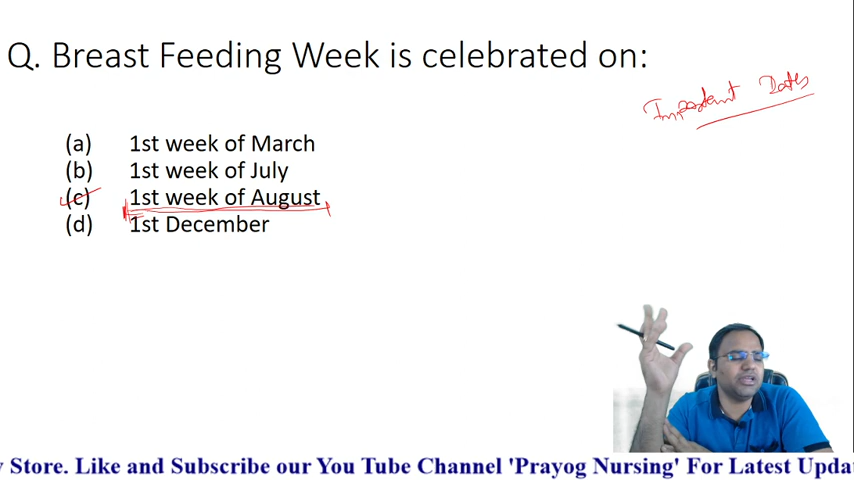 Q. Breast Feeding Week is celebrated on:
Important Dates
(a) 1st week of March
(b) 1st week of July
(c) 1st week of August
(d) 1st December
y Store. Like and Subscribe our You Tube Channel 'Prayog Nursing' For Latest Upda